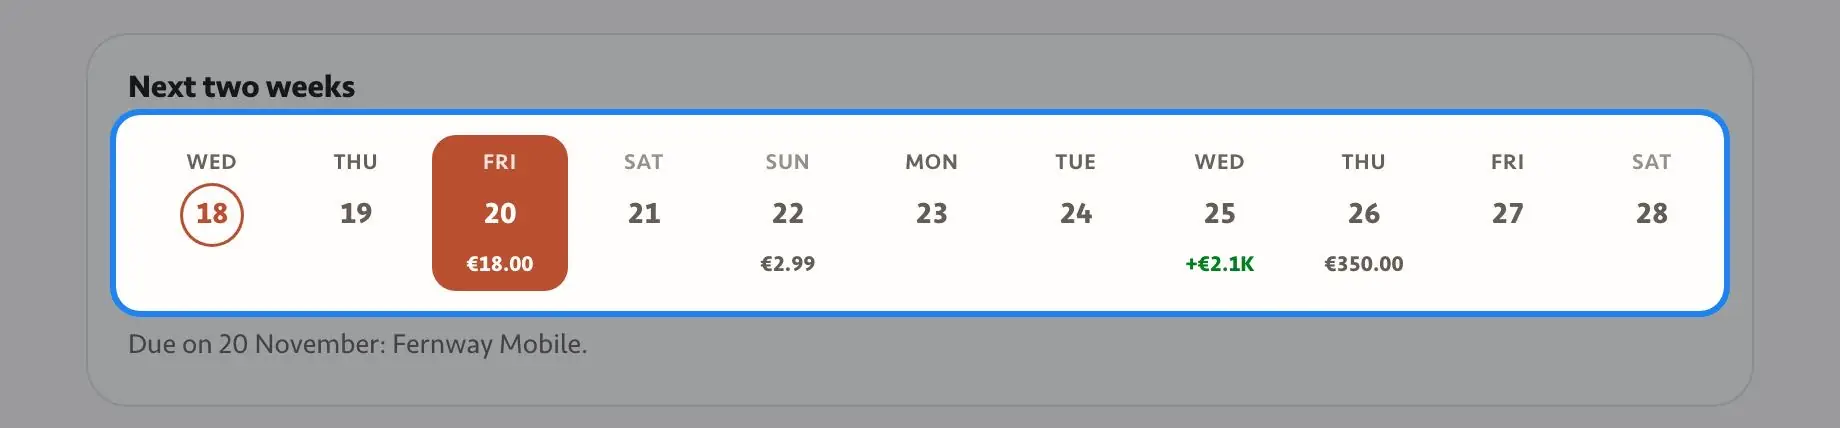 Next two weeks
WED THU FRI SAT SUN MON TUE WED THU FRI SAT
18 19 20 21 22 23 24 25 26 27 28
€18.00 €2.99 +€2.1K €350.00
Due on 20 November: Fernway Mobile.